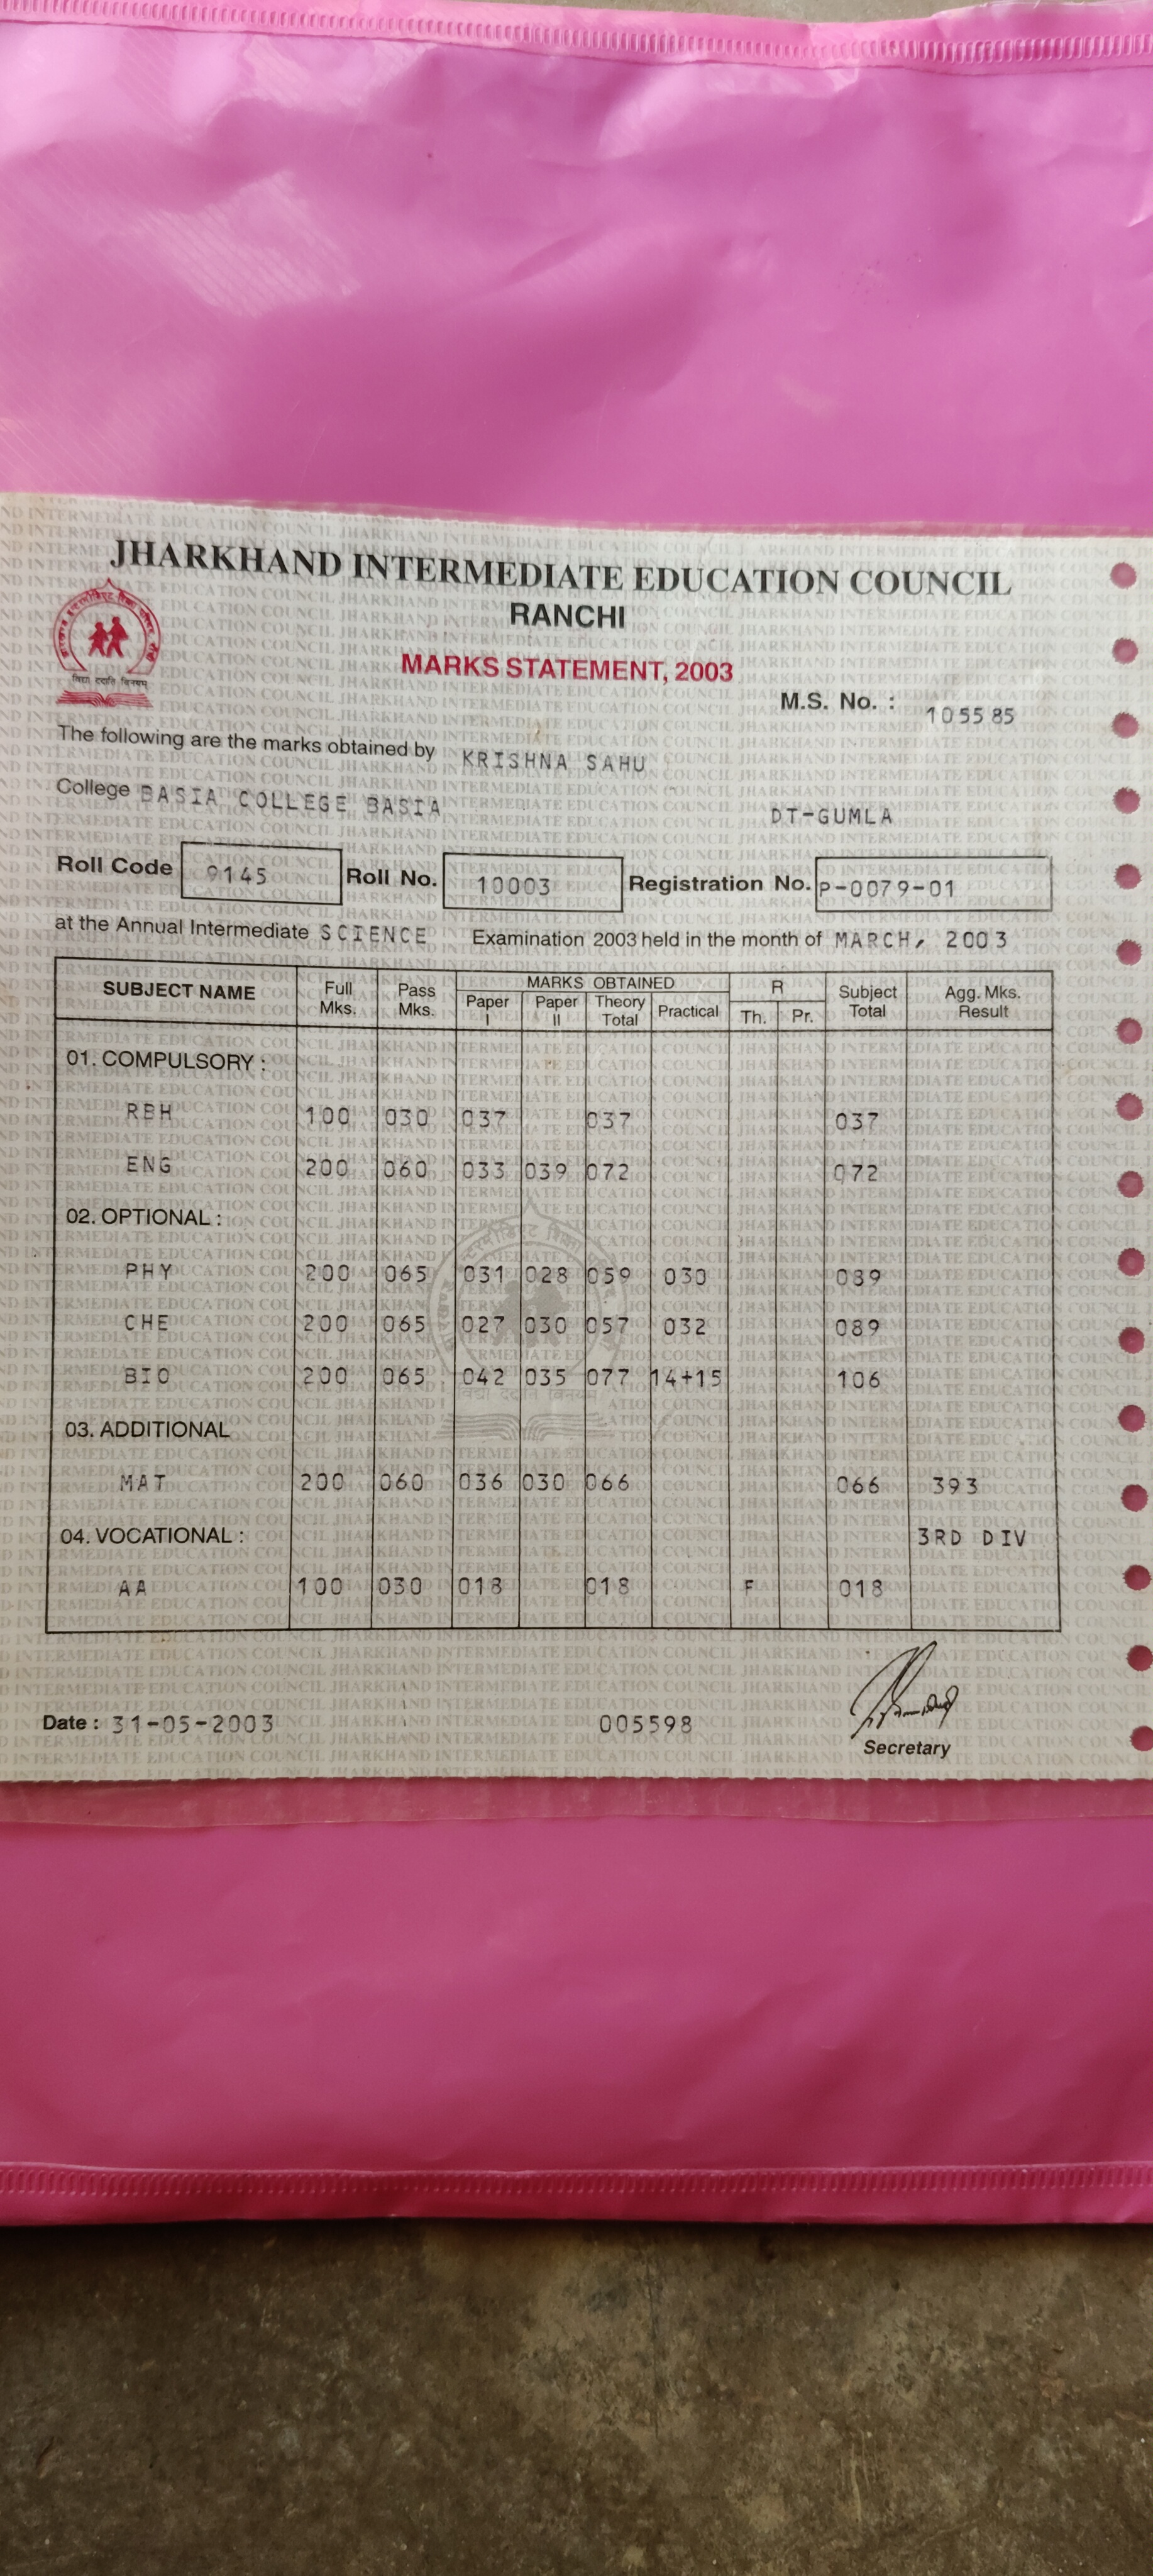 JHARKHAND INTERMEDIATE EDUCATION COUNCIL
RANCHI
विद्या ददाति विनयम्
MARKS STATEMENT, 2003
M.S. No. : 105585
The following are the marks obtained by KRISHNA SAHU
College BASIA COLLEGE BASIA DT-GUMLA
Roll Code 9145 Roll No. 10003 Registration No. P-0079-01
at the Annual Intermediate SCIENCE Examination 2003 held in the month of MARCH, 2003
SUBJECT NAME Full Mks. Pass Mks. MARKS OBTAINED R Subject Total Agg. Mks. Result
Paper I Paper II Theory Total Practical Th. Pr.
01. COMPULSORY :
RBH 100 030 037 037 037
ENG 200 060 033 039 072 072
02. OPTIONAL :
PHY 200 065 031 028 059 030 089
CHE 200 065 027 030 057 032 089
BIO 200 065 042 035 077 14+15 106
03. ADDITIONAL
MAT 200 060 036 030 066 066 393
04. VOCATIONAL : 3RD DIV
AA 100 030 018 018 F 018
Date : 31-05-2003 005598
Secretary